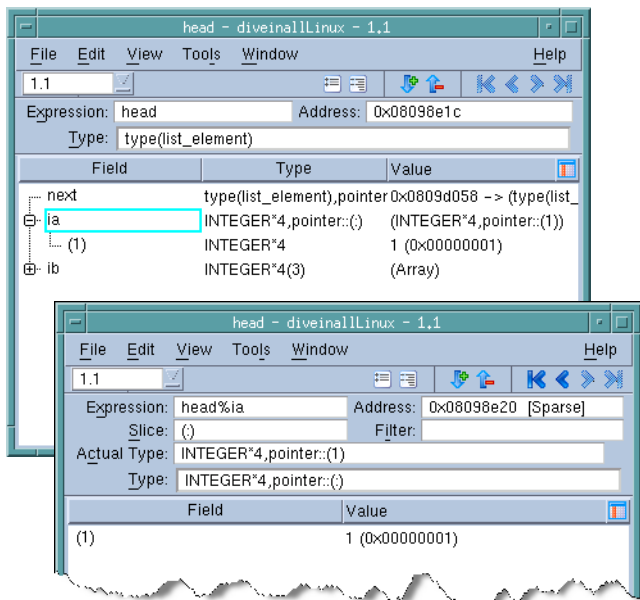 head - diveinallLinux - 1.1
File Edit View Tools Window Help
1.1
Expression: head Address: 0x08098e1c
Type: type(list_element)
Field Type Value
next type(list_element),pointer 0x0809d058 -> (type(list_
ia INTEGER*4,pointer::(:) (INTEGER*4,pointer::(1))
(1) INTEGER*4 1 (0x00000001)
ib INTEGER*4(3) (Array)
head - diveinallLinux - 1.1
File Edit View Tools Window Help
1.1
Expression: head%ia Address: 0x08098e20 [Sparse]
Slice: (:) Filter:
Actual Type: INTEGER*4,pointer::(1)
Type: INTEGER*4,pointer::(:)
Field Value
(1) 1 (0x00000001)